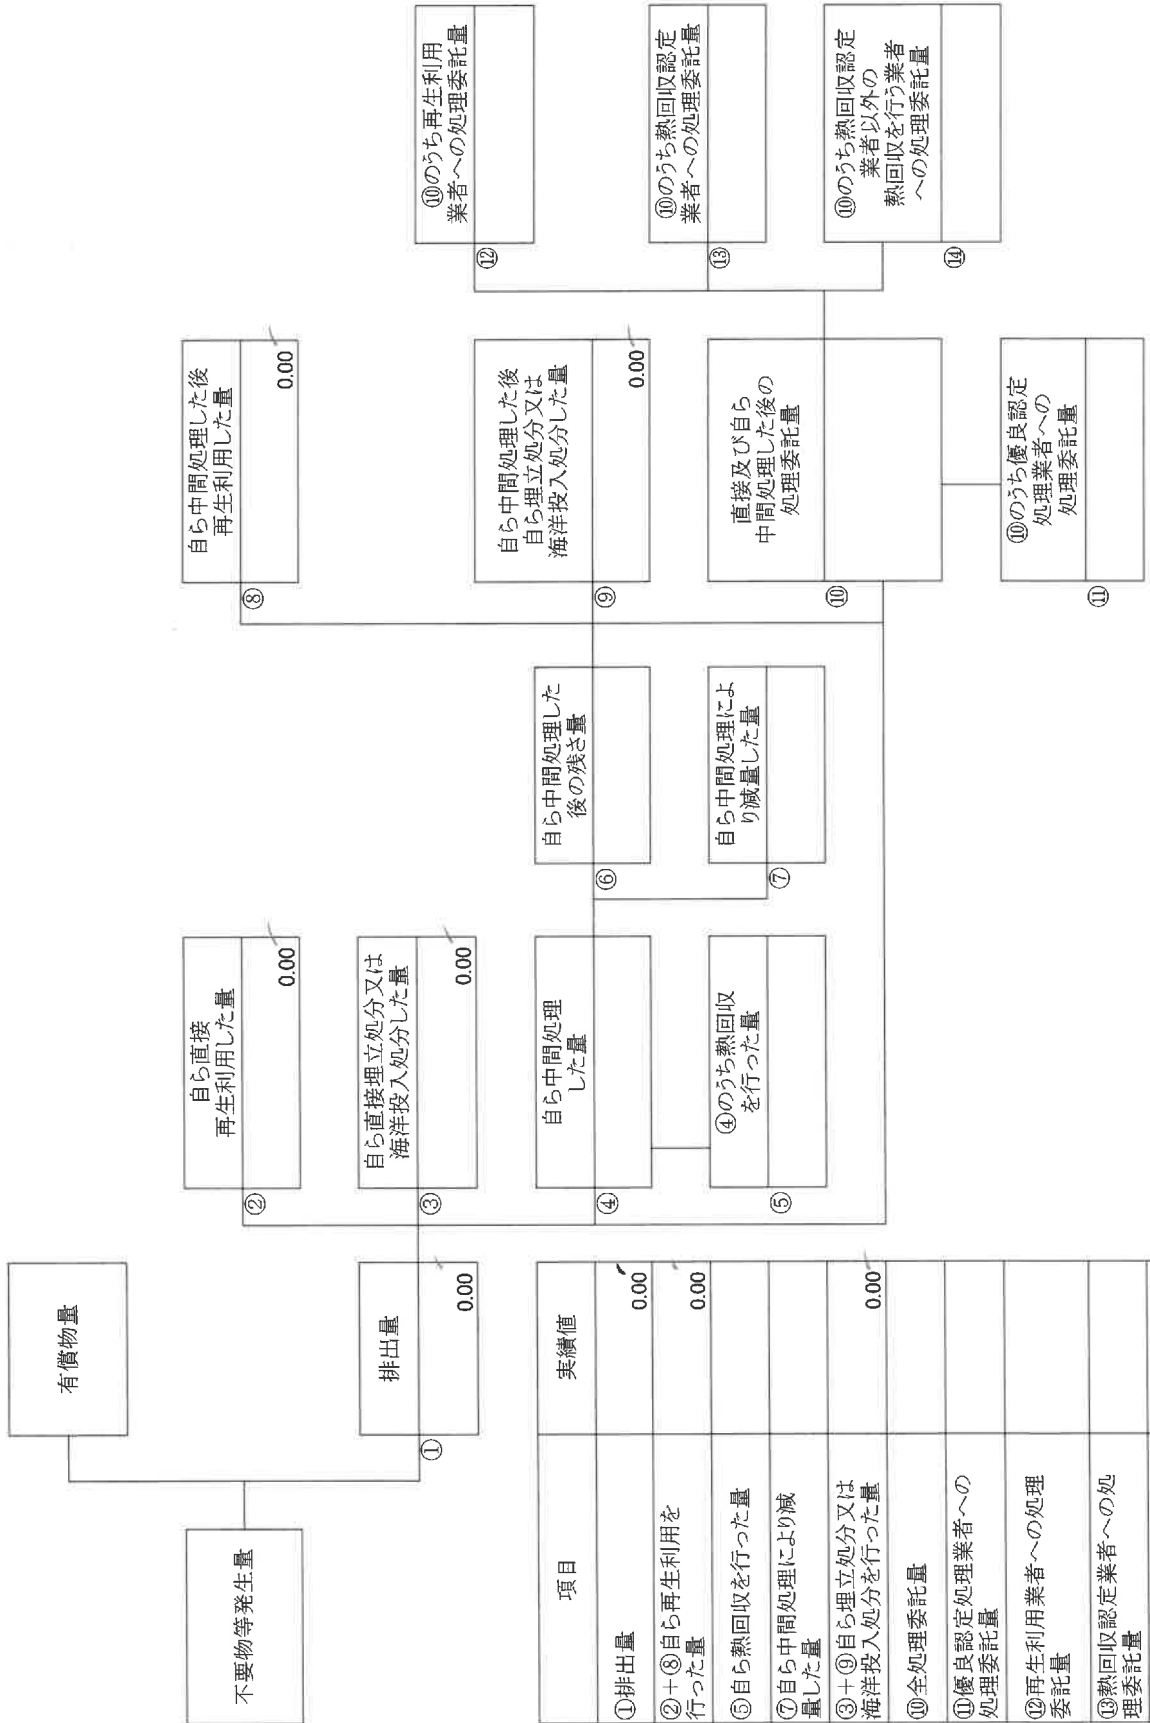 不要物等発生量
有償物量
排出量
①
0.00
自ら直接
再生利用した量
②
0.00
自ら直接埋立処分又は
海洋投入処分した量
③
0.00
自ら中間処理
した量
④
④のうち熱回収
を行った量
⑤
自ら中間処理した
後の残さ量
⑥
自ら中間処理によ
り減量した量
⑦
自ら中間処理した後
再生利用した量
⑧
0.00
自ら中間処理した後
自ら埋立処分又は
海洋投入処分した量
⑨
0.00
直接及び自ら
中間処理した後の
処理委託量
⑩
⑩のうち優良認定
処理業者への
処理委託量
⑪
⑩のうち再生利用
業者への処理委託量
⑫
⑩のうち熱回収認定
業者への処理委託量
⑬
⑩のうち熱回収認定
業者以外の
熱回収を行う業者
への処理委託量
⑭
項目
実績値
①排出量
0.00
②+⑧自ら再生利用を
行った量
0.00
⑤自ら熱回収を行った量
⑦自ら中間処理により減
量した量
③+⑨自ら埋立処分又は
海洋投入処分を行った量
0.00
⑩全処理委託量
⑪優良認定処理業者への
処理委託量
⑫再生利用業者への処理
委託量
⑬熱回収認定業者への処
理委託量